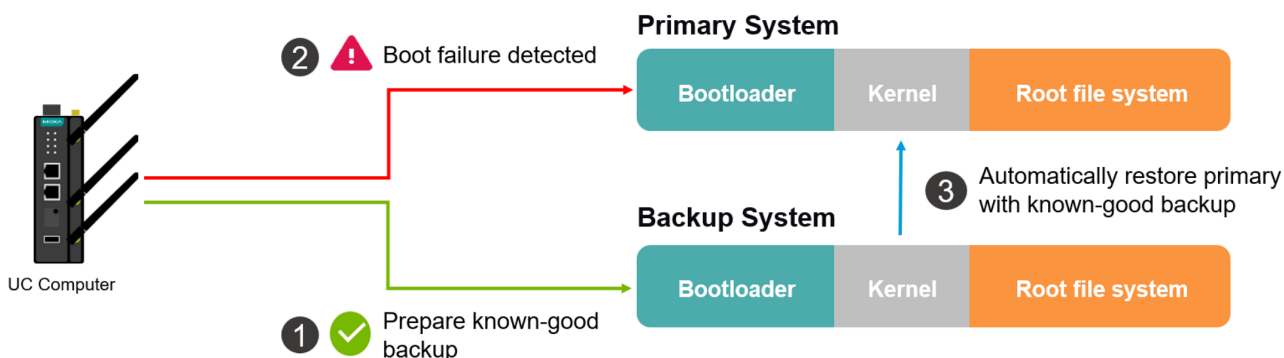 Primary System
2
Boot failure detected
Bootloader
Kernel
Root file system
MOXA
3
Automatically restore primary
with known-good backup
Backup System
UC Computer
Bootloader
Kernel
Root file system
1
Prepare known-good
backup